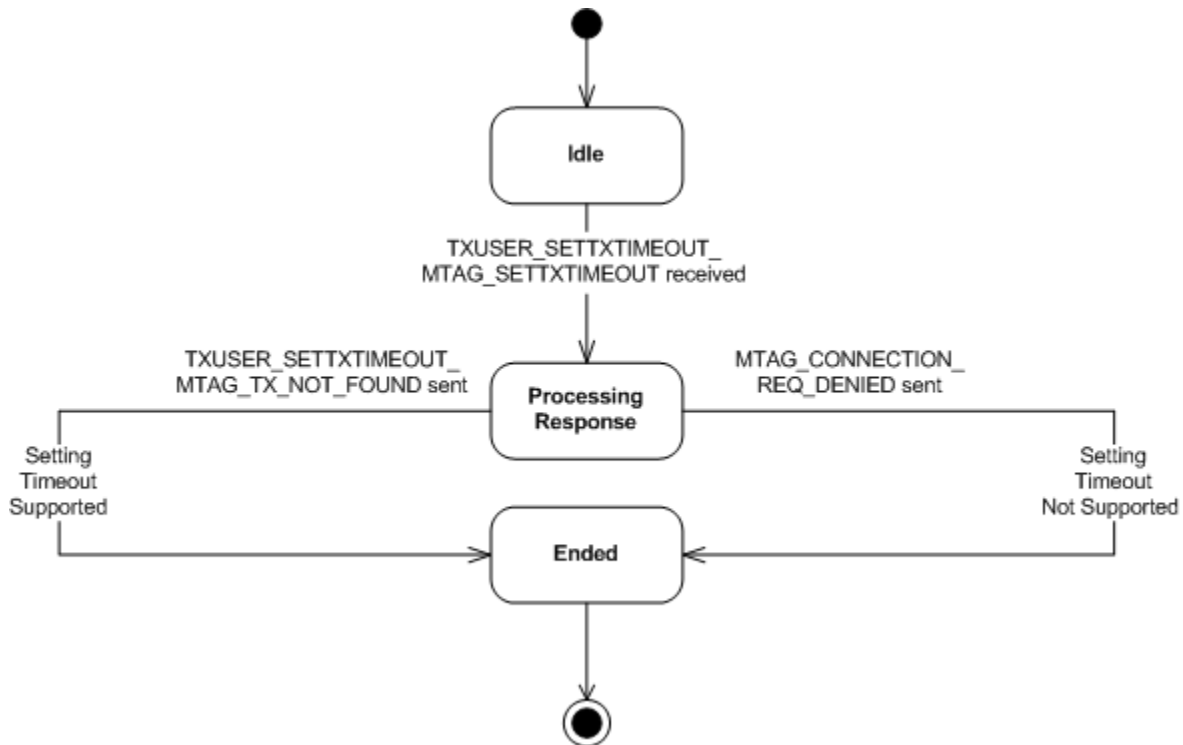 Idle
TXUSER_SETTXTIMEOUT_
MTAG_SETTXTIMEOUT received
TXUSER_SETTXTIMEOUT_
MTAG_TX_NOT_FOUND sent
Processing
Response
MTAG_CONNECTION_
REQ_DENIED sent
Setting
Timeout
Supported
Setting
Timeout
Not Supported
Ended